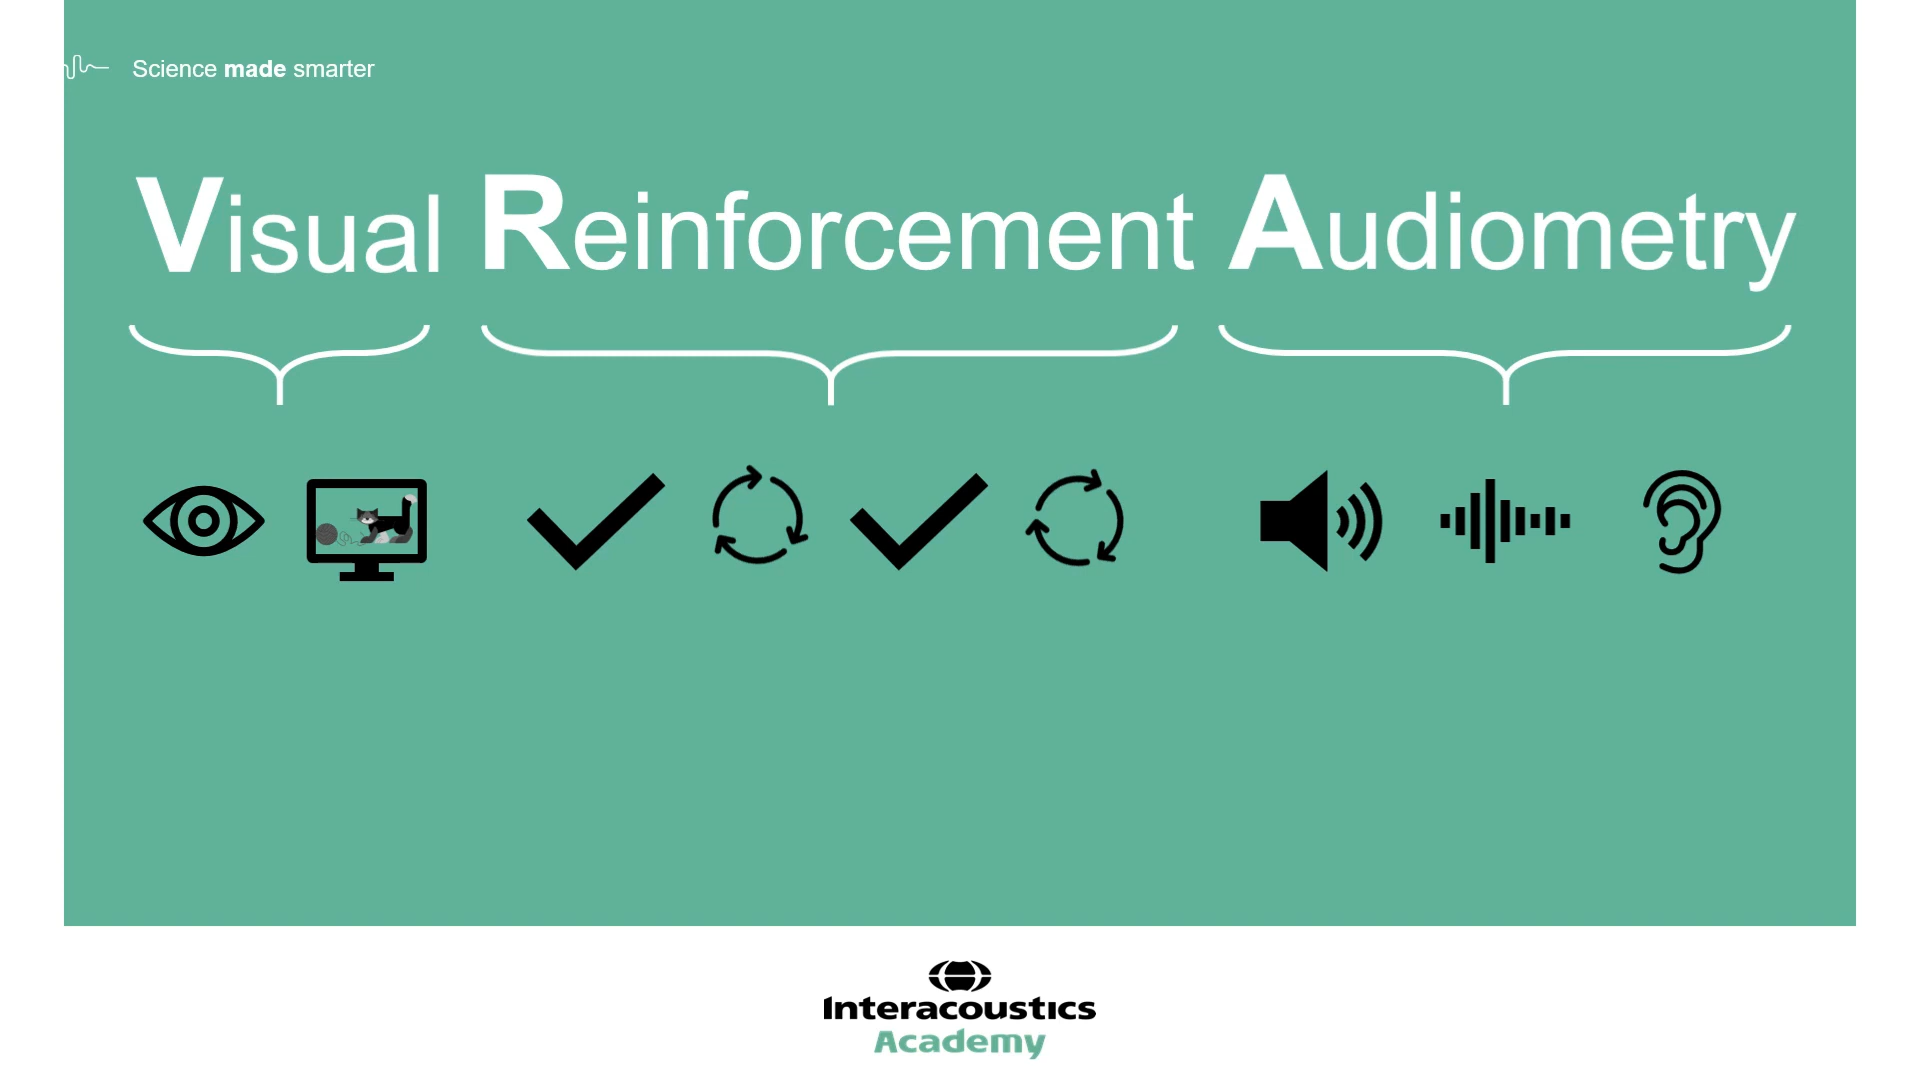 Science made smarter
Visual Reinforcement Audiometry
Interacoustics
Academy